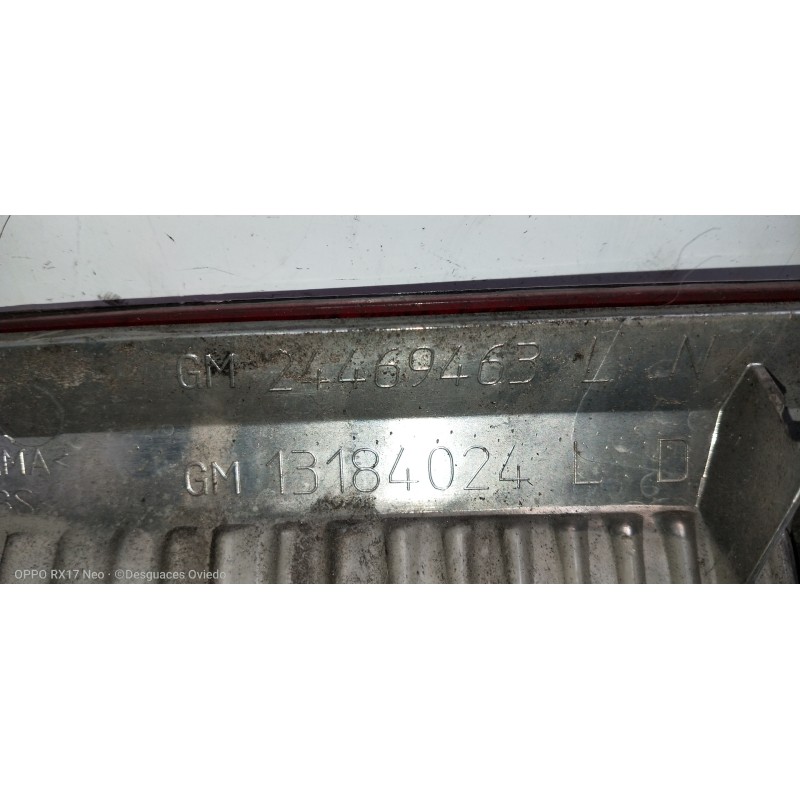 GM 24469463 L N
GM 13184024 L D
OPPO RX17 Neo · ©Desguaces Oviedo